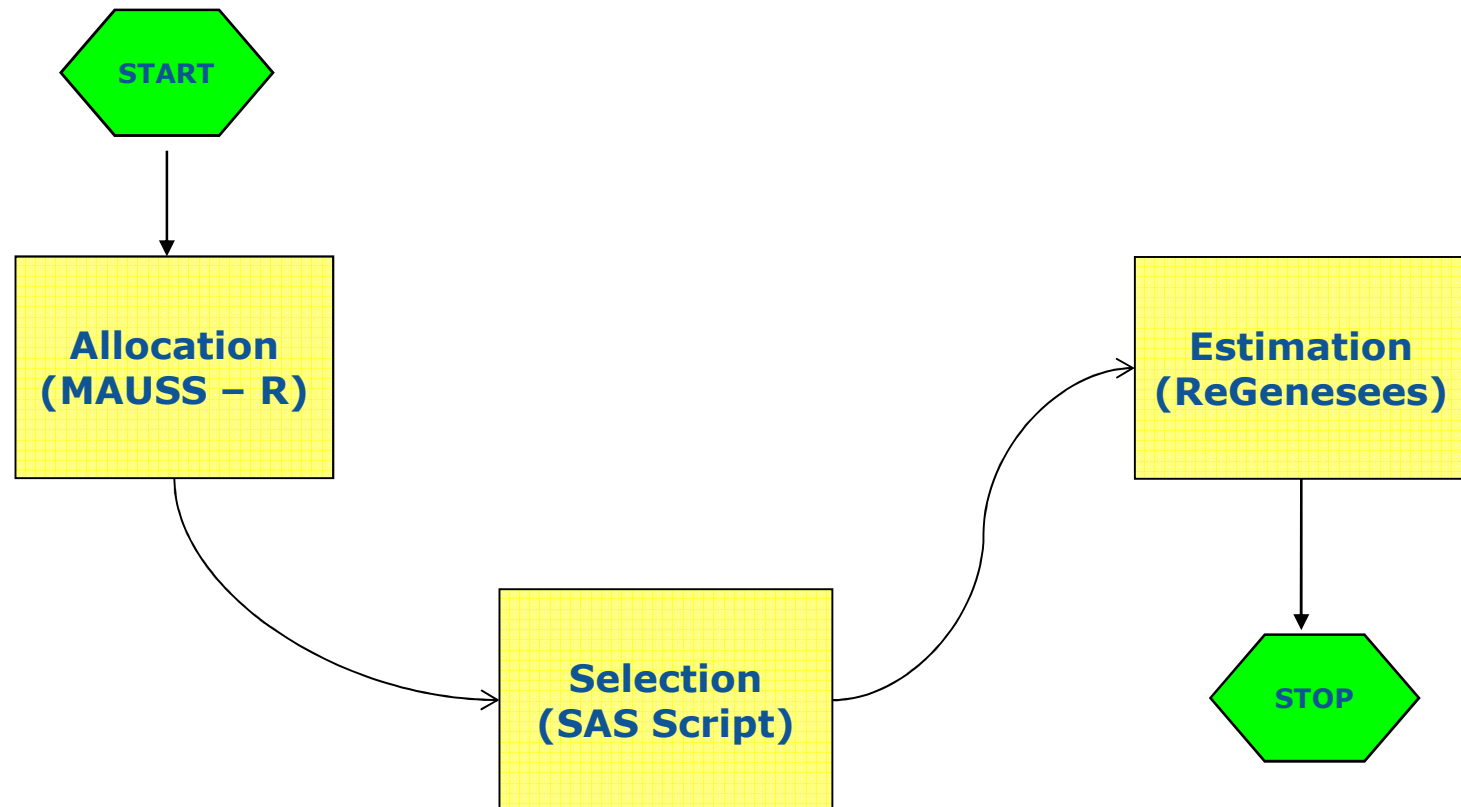 START
Allocation
(MAUSS – R)
Selection
(SAS Script)
Estimation
(ReGenesees)
STOP